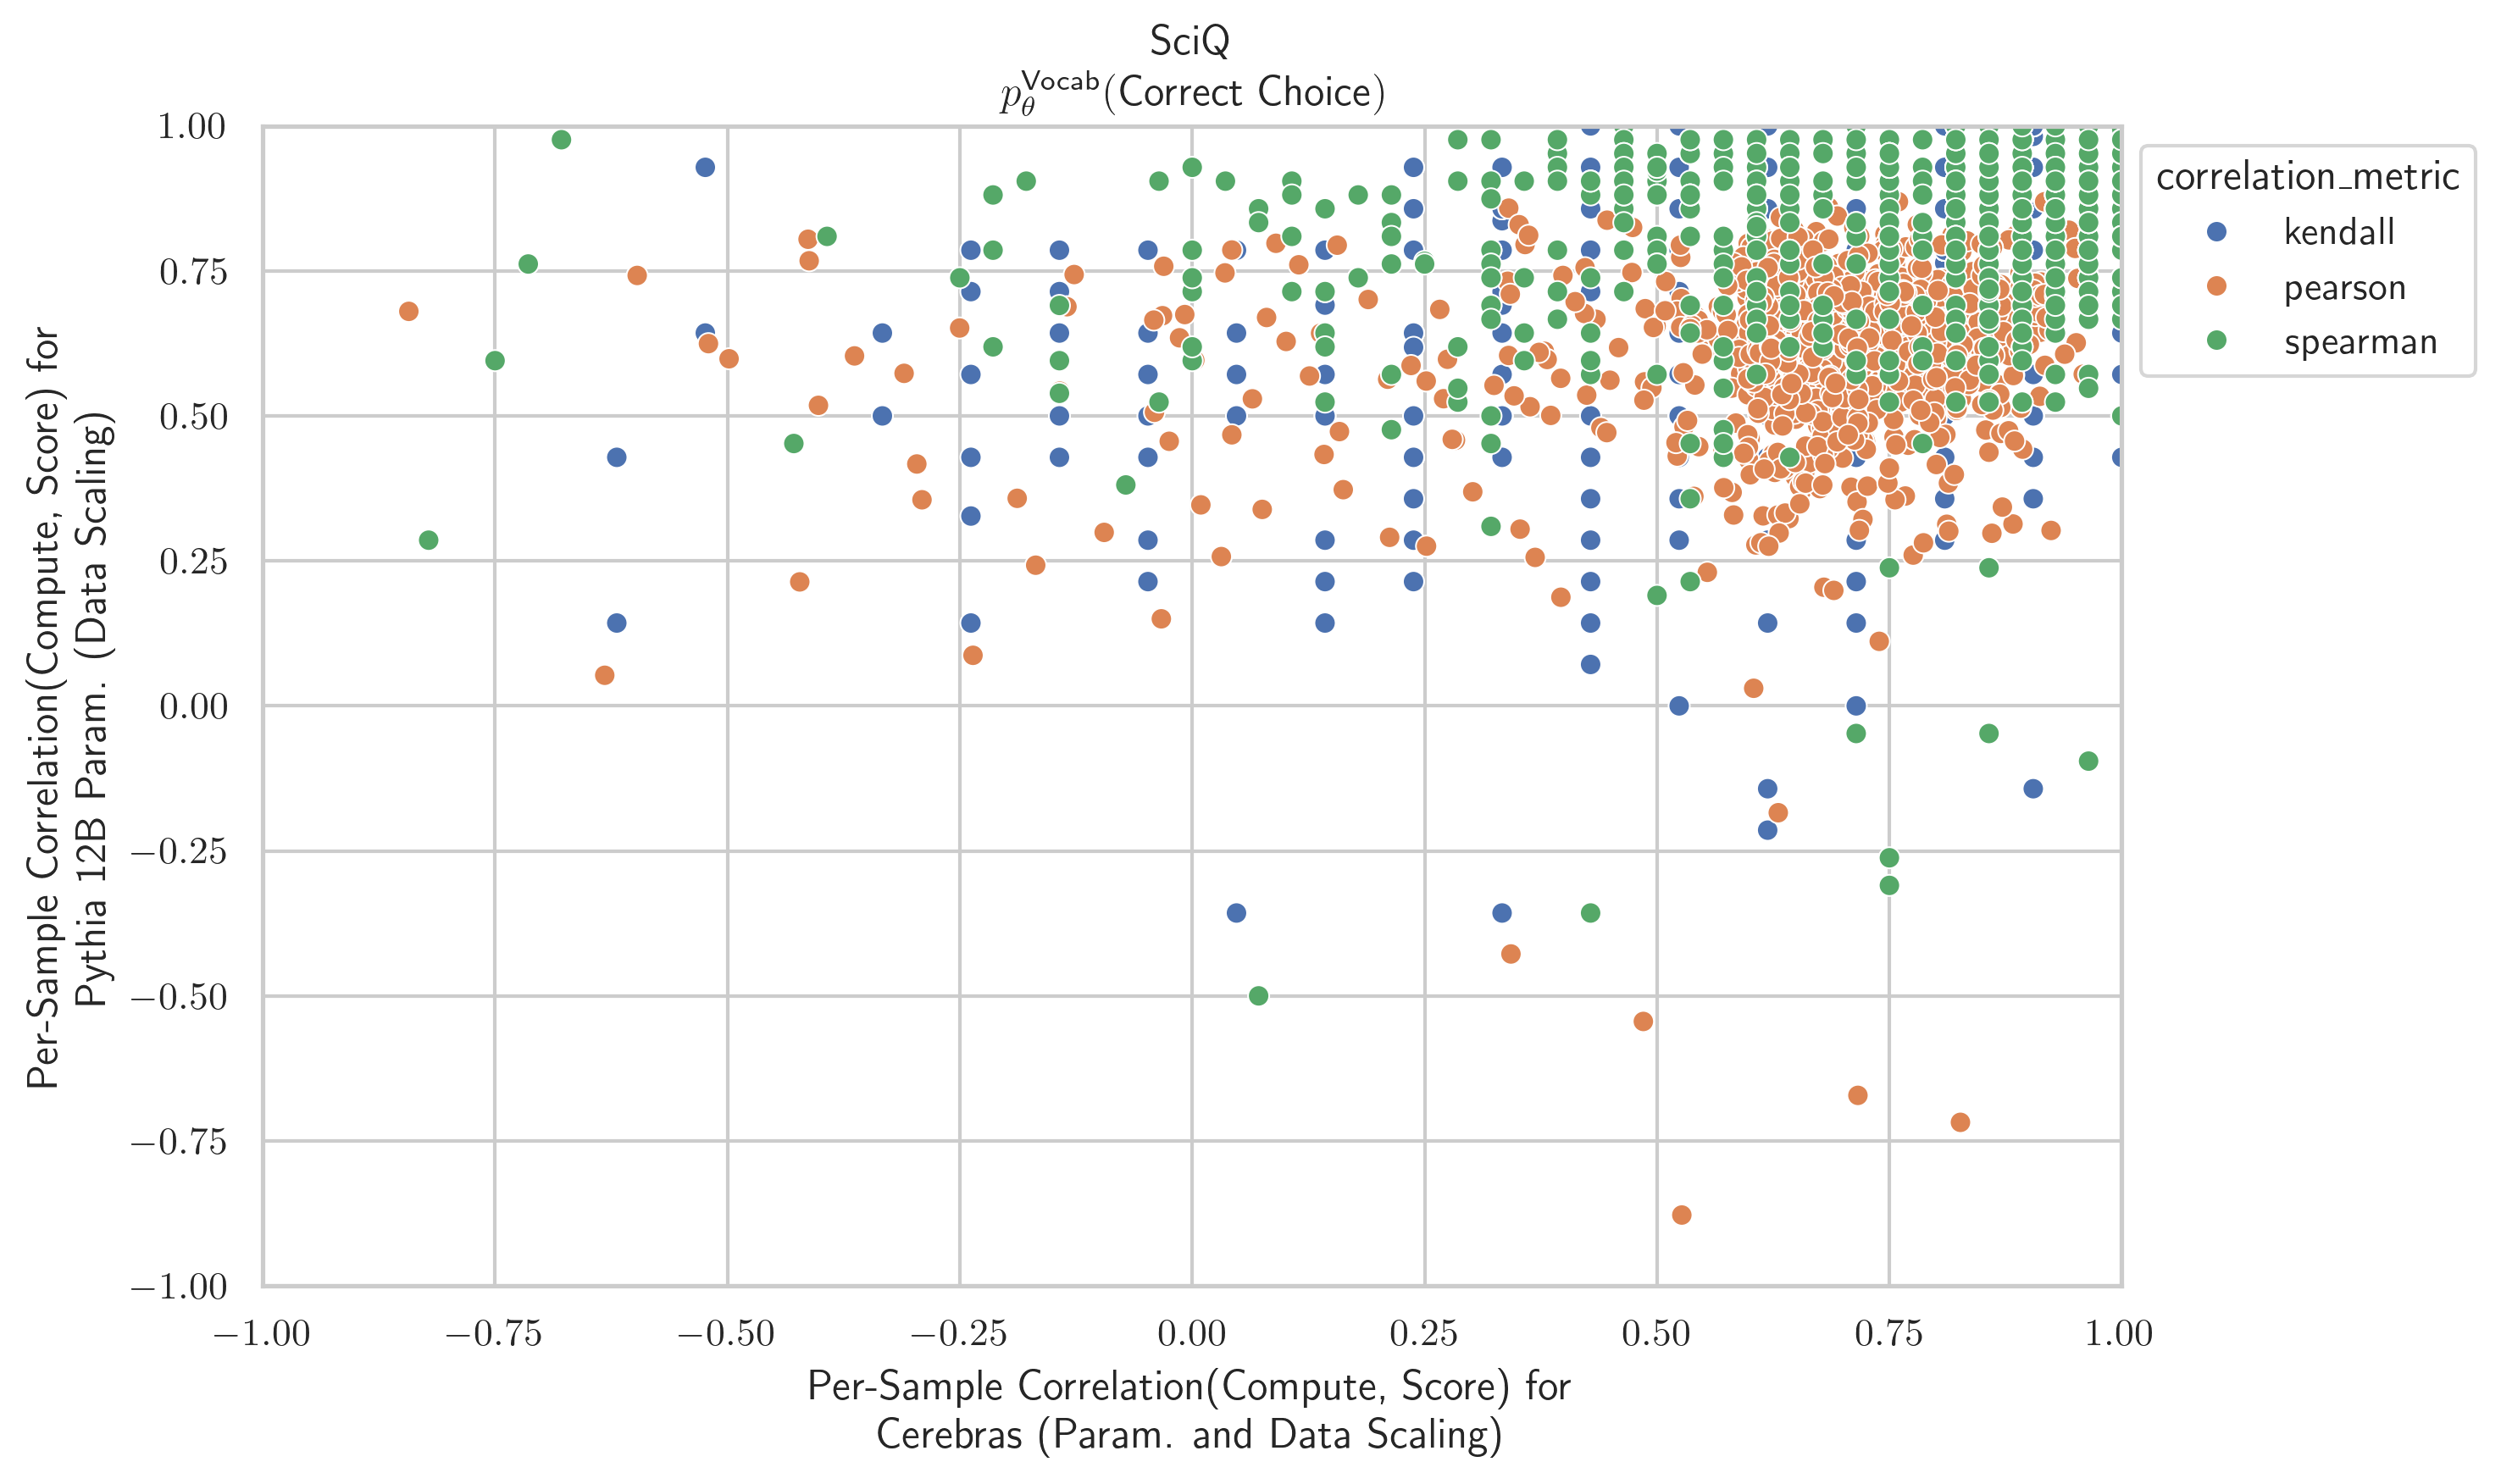 SciQ
p_θ^Vocab(Correct Choice)
1.00
0.75
0.50
0.25
0.00
−0.25
−0.50
−0.75
−1.00
Per-Sample Correlation(Compute, Score) for
Pythia 12B Param. (Data Scaling)
−1.00 −0.75 −0.50 −0.25 0.00 0.25 0.50 0.75 1.00
Per-Sample Correlation(Compute, Score) for
Cerebras (Param. and Data Scaling)
correlation_metric
kendall
pearson
spearman